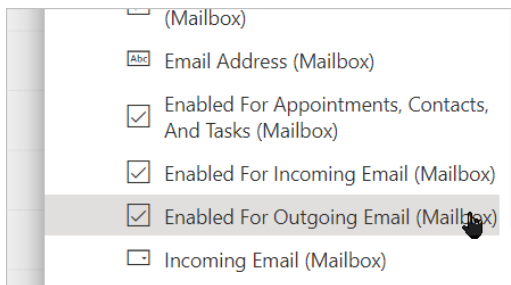 (Mailbox)
Abc
Email Address (Mailbox)
Enabled For Appointments, Contacts,
And Tasks (Mailbox)
Enabled For Incoming Email (Mailbox)
Enabled For Outgoing Email (Mailbox)
Incoming Email (Mailbox)